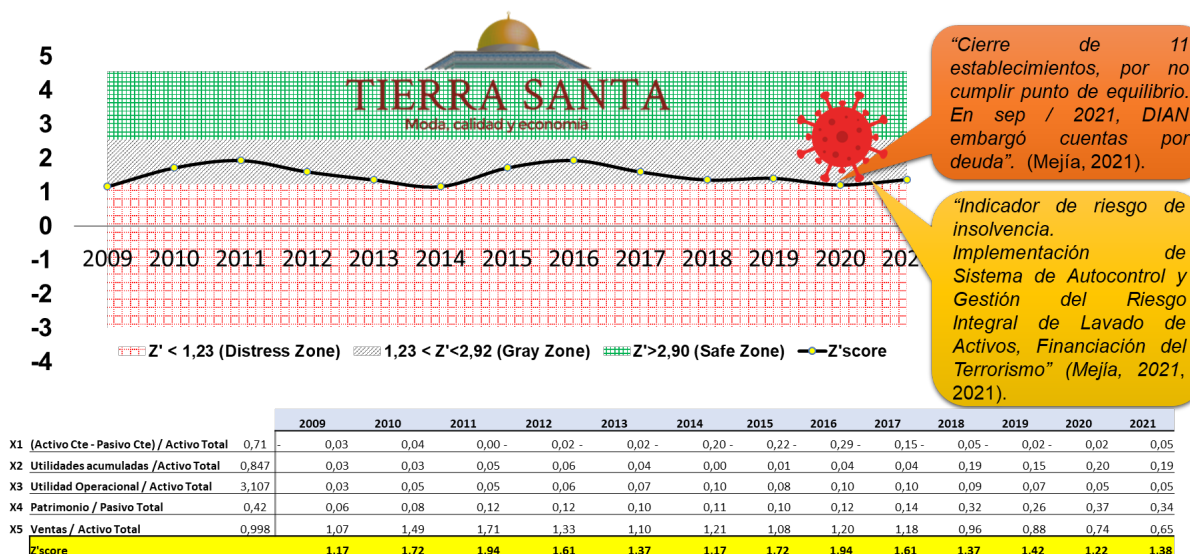 TIERRA SANTA
Moda, calidad y economía
5
4
3
2
1
0
-1
-2
-3
-4
2009 2010 2011 2012 2013 2014 2015 2016 2017 2018 2019 2020 202
Z' < 1,23 (Distress Zone) 1,23 < Z'<2,92 (Gray Zone) Z'>2,90 (Safe Zone) Z'score
“Cierre de 11
establecimientos, por no
cumplir punto de equilibrio.
En sep / 2021, DIAN
embargó cuentas por
deuda”. (Mejía, 2021).
“Indicador de riesgo de
insolvencia.
Implementación de
Sistema de Autocontrol y
Gestión del Riesgo
Integral de Lavado de
Activos, Financiación del
Terrorismo” (Mejía, 2021,
2021).
2009 2010 2011 2012 2013 2014 2015 2016 2017 2018 2019 2020 2021
X1 (Activo Cte - Pasivo Cte) / Activo Total 0,71 - 0,03 0,04 0,00 - 0,02 - 0,02 - 0,20 - 0,22 - 0,29 - 0,15 - 0,05 - 0,02 - 0,02 0,05
X2 Utilidades acumuladas /Activo Total 0,847 0,03 0,03 0,05 0,06 0,04 0,00 0,01 0,04 0,04 0,19 0,15 0,20 0,19
X3 Utilidad Operacional / Activo Total 3,107 0,03 0,05 0,05 0,06 0,07 0,10 0,08 0,10 0,10 0,09 0,07 0,05 0,05
X4 Patrimonio / Pasivo Total 0,42 0,06 0,08 0,12 0,12 0,10 0,11 0,10 0,12 0,14 0,32 0,26 0,37 0,34
X5 Ventas / Activo Total 0,998 1,07 1,49 1,71 1,33 1,10 1,21 1,08 1,20 1,18 0,96 0,88 0,74 0,65
Z'score 1,17 1,72 1,94 1,61 1,37 1,17 1,72 1,94 1,61 1,37 1,42 1,22 1,38